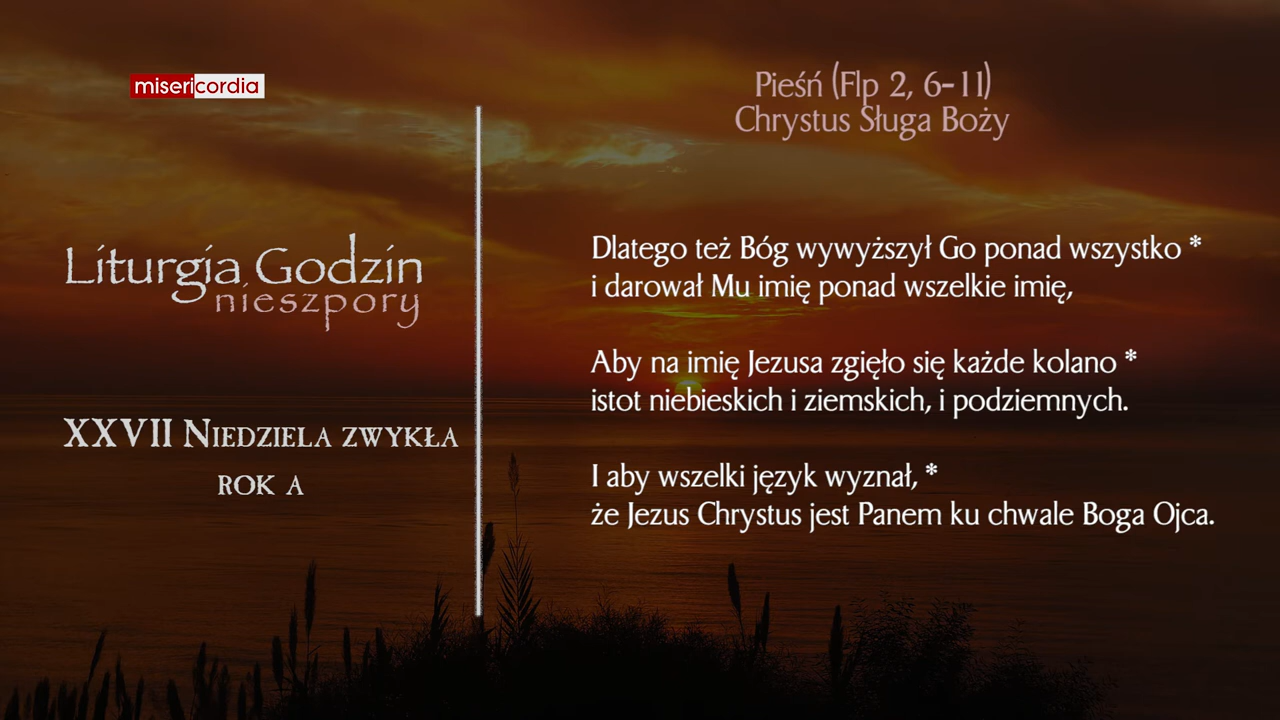 misericordia
Liturgia Godzin
nieszpory
XXVII Niedziela zwykła
rok A
Pieśń (Flp 2, 6-11)
Chrystus Sługa Boży
Dlatego też Bóg wywyższył Go ponad wszystko *
i darował Mu imię ponad wszelkie imię,
Aby na imię Jezusa zgięło się każde kolano *
istot niebieskich i ziemskich, i podziemnych.
I aby wszelki język wyznał, *
że Jezus Chrystus jest Panem ku chwale Boga Ojca.